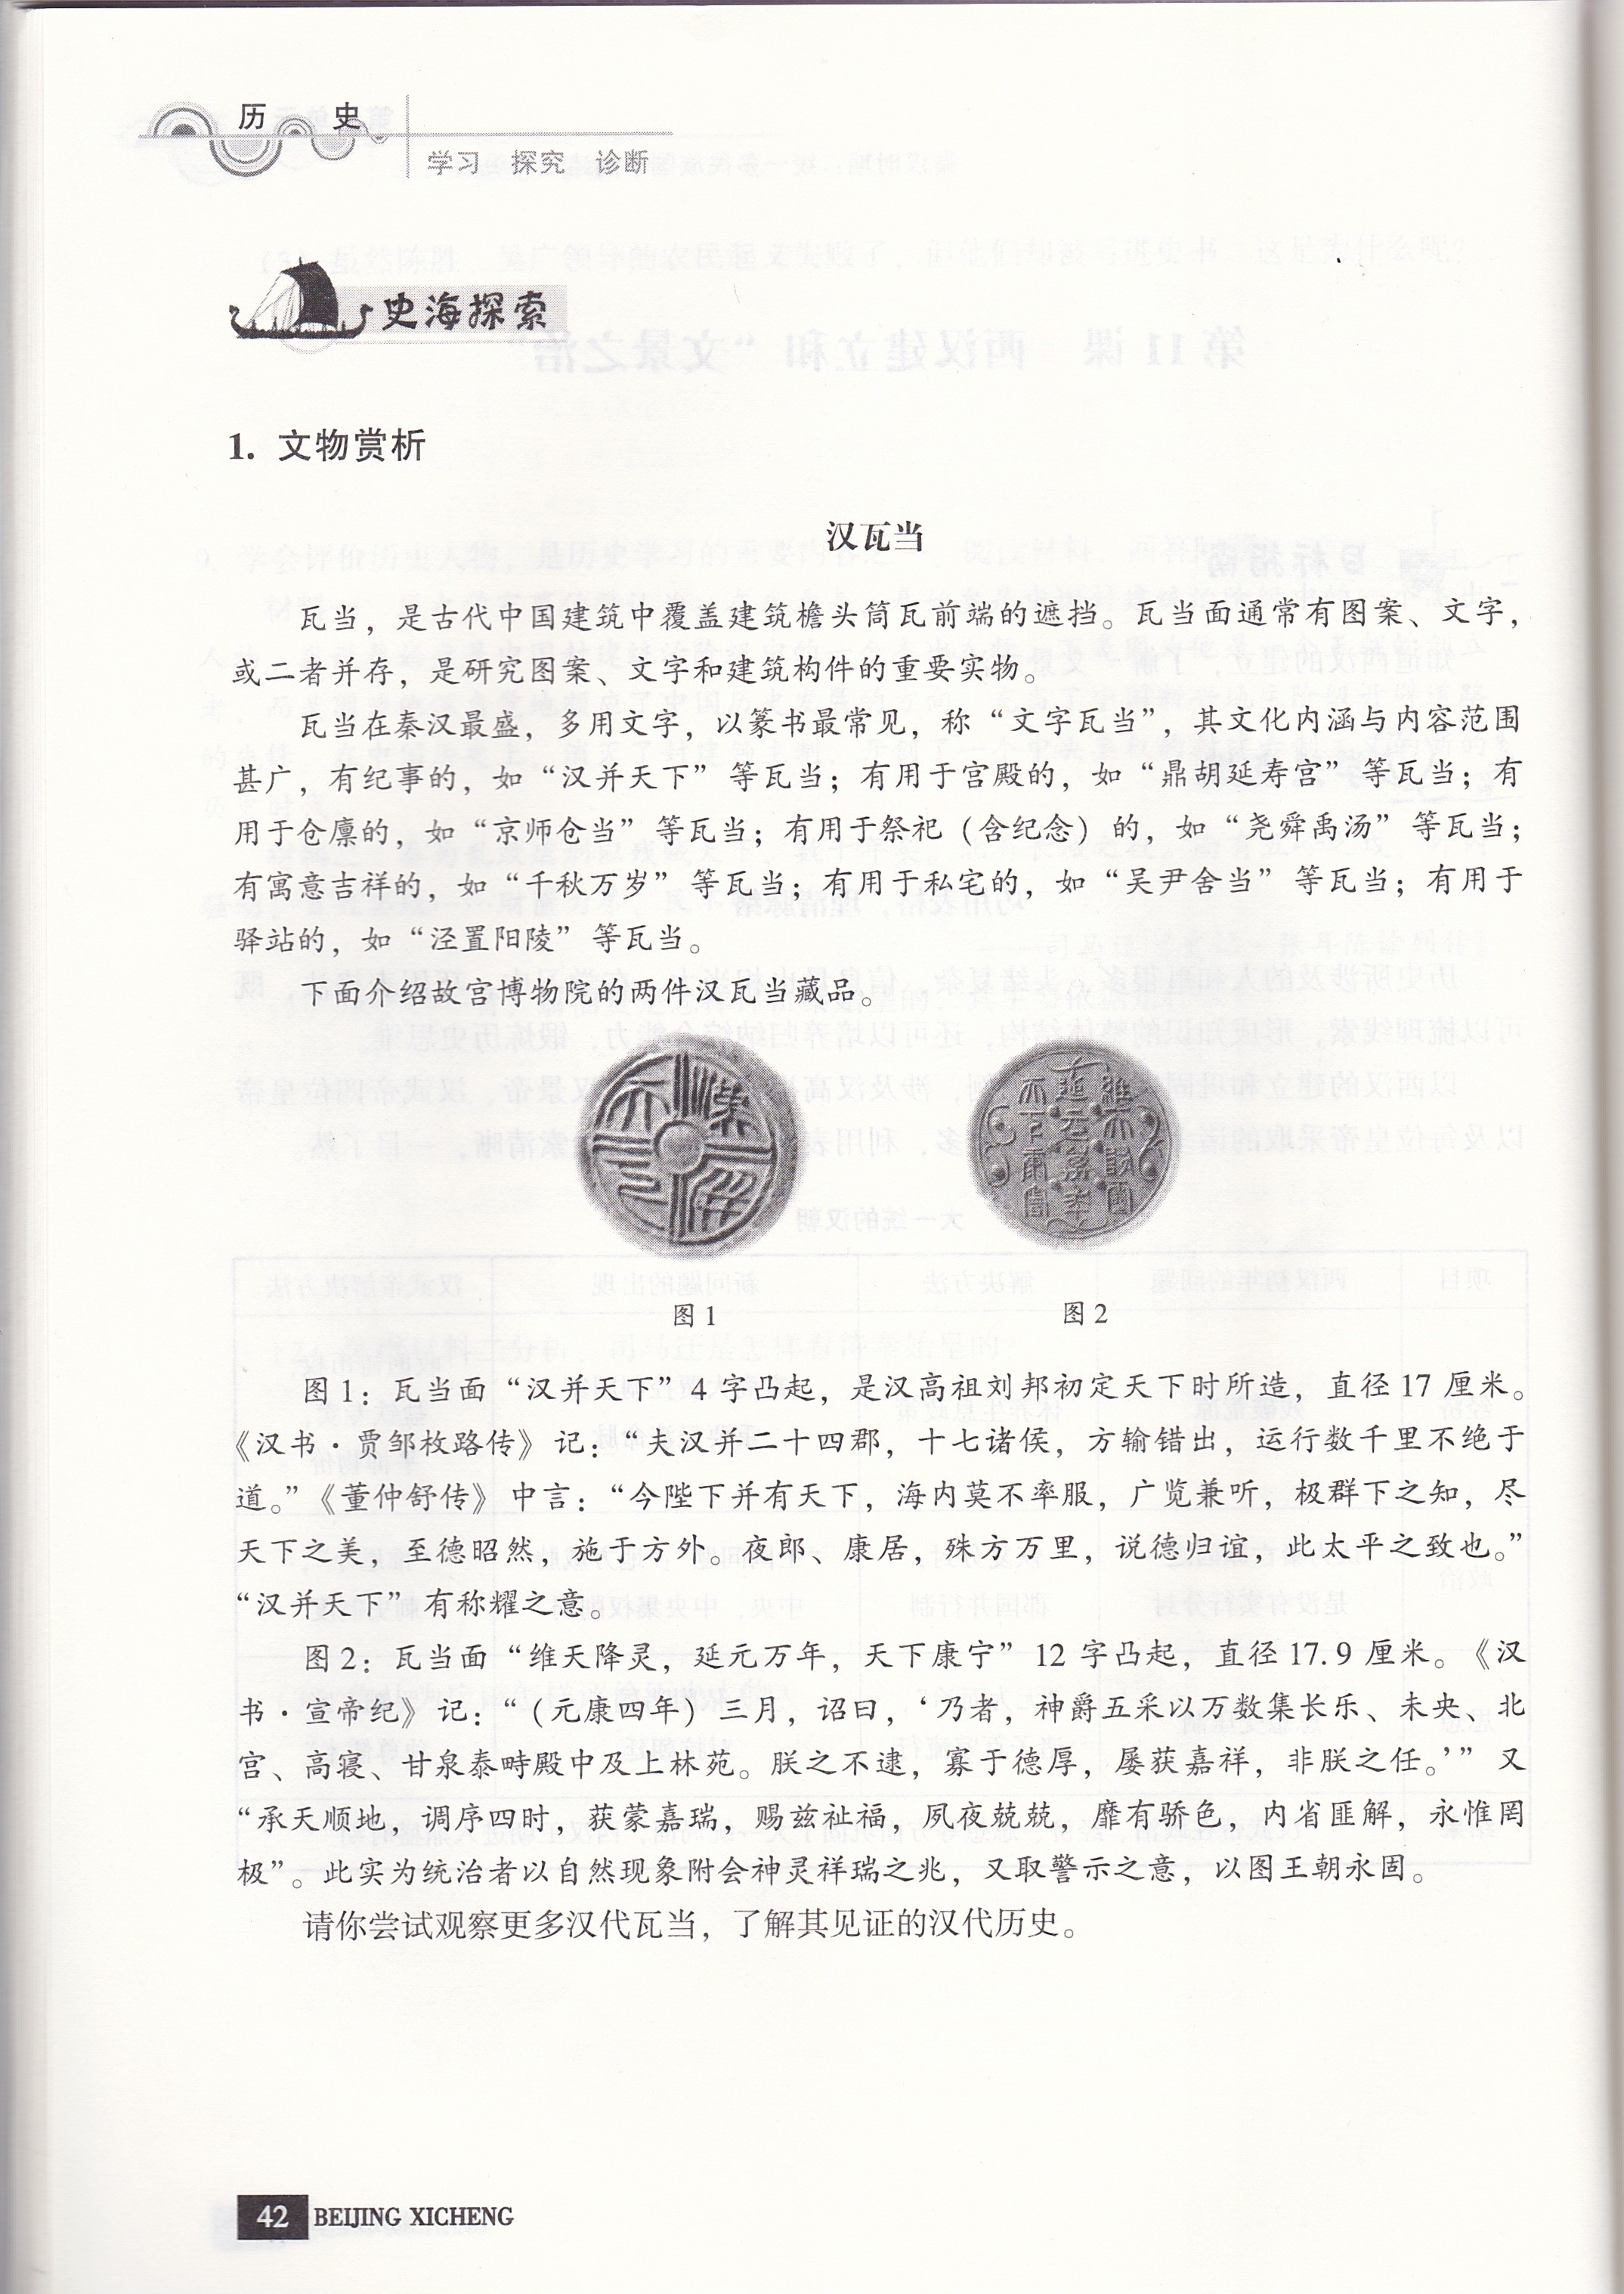 历 史
学习 探究 诊断
史海探索
1. 文物赏析
汉瓦当
瓦当，是古代中国建筑中覆盖建筑檐头筒瓦前端的遮挡。瓦当面通常有图案、文字，
或二者并存，是研究图案、文字和建筑构件的重要实物。
瓦当在秦汉最盛，多用文字，以篆书最常见，称“文字瓦当”，其文化内涵与内容范围
甚广，有纪事的，如“汉并天下”等瓦当；有用于宫殿的，如“鼎胡延寿宫”等瓦当；有
用于仓廪的，如“京师仓当”等瓦当；有用于祭祀（含纪念）的，如“尧舜禹汤”等瓦当；
有寓意吉祥的，如“千秋万岁”等瓦当；有用于私宅的，如“吴尹舍当”等瓦当；有用于
驿站的，如“泾置阳陵”等瓦当。
下面介绍故宫博物院的两件汉瓦当藏品。
图 1
图 2
图 1：瓦当面“汉并天下”4 字凸起，是汉高祖刘邦初定天下时所造，直径 17 厘米。
《汉书·贾邹枚路传》记：“夫汉并二十四郡，十七诸侯，方输错出，运行数千里不绝于
道。”《董仲舒传》中言：“今陛下并有天下，海内莫不率服，广览兼听，极群下之知，尽
天下之美，至德昭然，施于方外。夜郎、康居，殊方万里，说德归谊，此太平之致也。”
“汉并天下”有称耀之意。
图 2：瓦当面“维天降灵，延元万年，天下康宁”12 字凸起，直径 17.9 厘米。《汉
书·宣帝纪》记：“（元康四年）三月，诏曰，‘乃者，神爵五采以万数集长乐、未央、北
宫、高寝、甘泉泰畤殿中及上林苑。朕之不逮，寡于德厚，屡获嘉祥，非朕之任。’”又
“承天顺地，调序四时，获蒙嘉瑞，赐兹祉福，夙夜兢兢，靡有骄色，内省匪解，永惟罔
极”。此实为统治者以自然现象附会神灵祥瑞之兆，又取警示之意，以图王朝永固。
请你尝试观察更多汉代瓦当，了解其见证的汉代历史。
42 BEIJING XICHENG